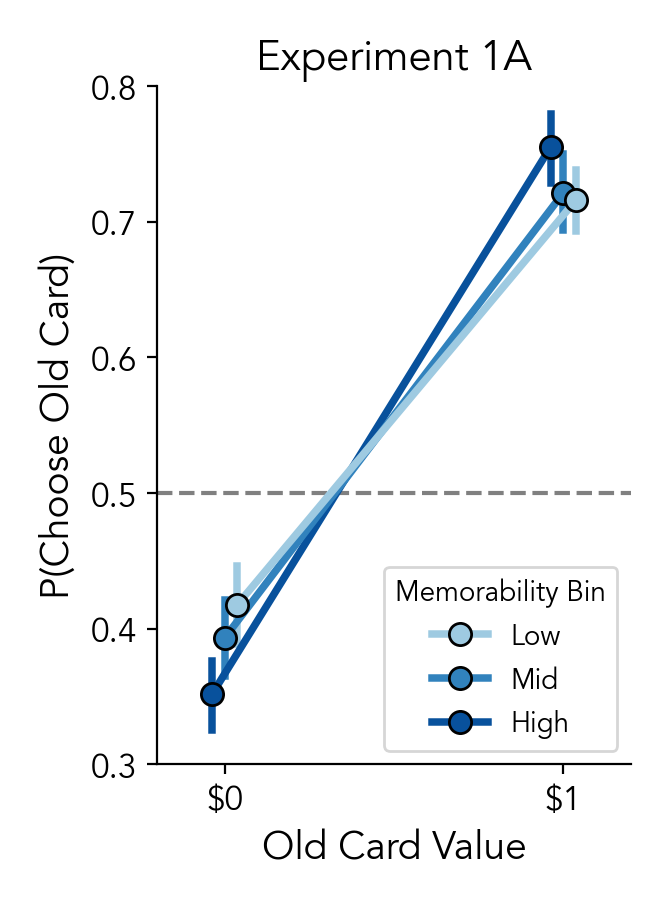 Experiment 1A
0.8
0.7
0.6
0.5
0.4
0.3
P(Choose Old Card)
Memorability Bin
Low
Mid
High
$0
$1
Old Card Value